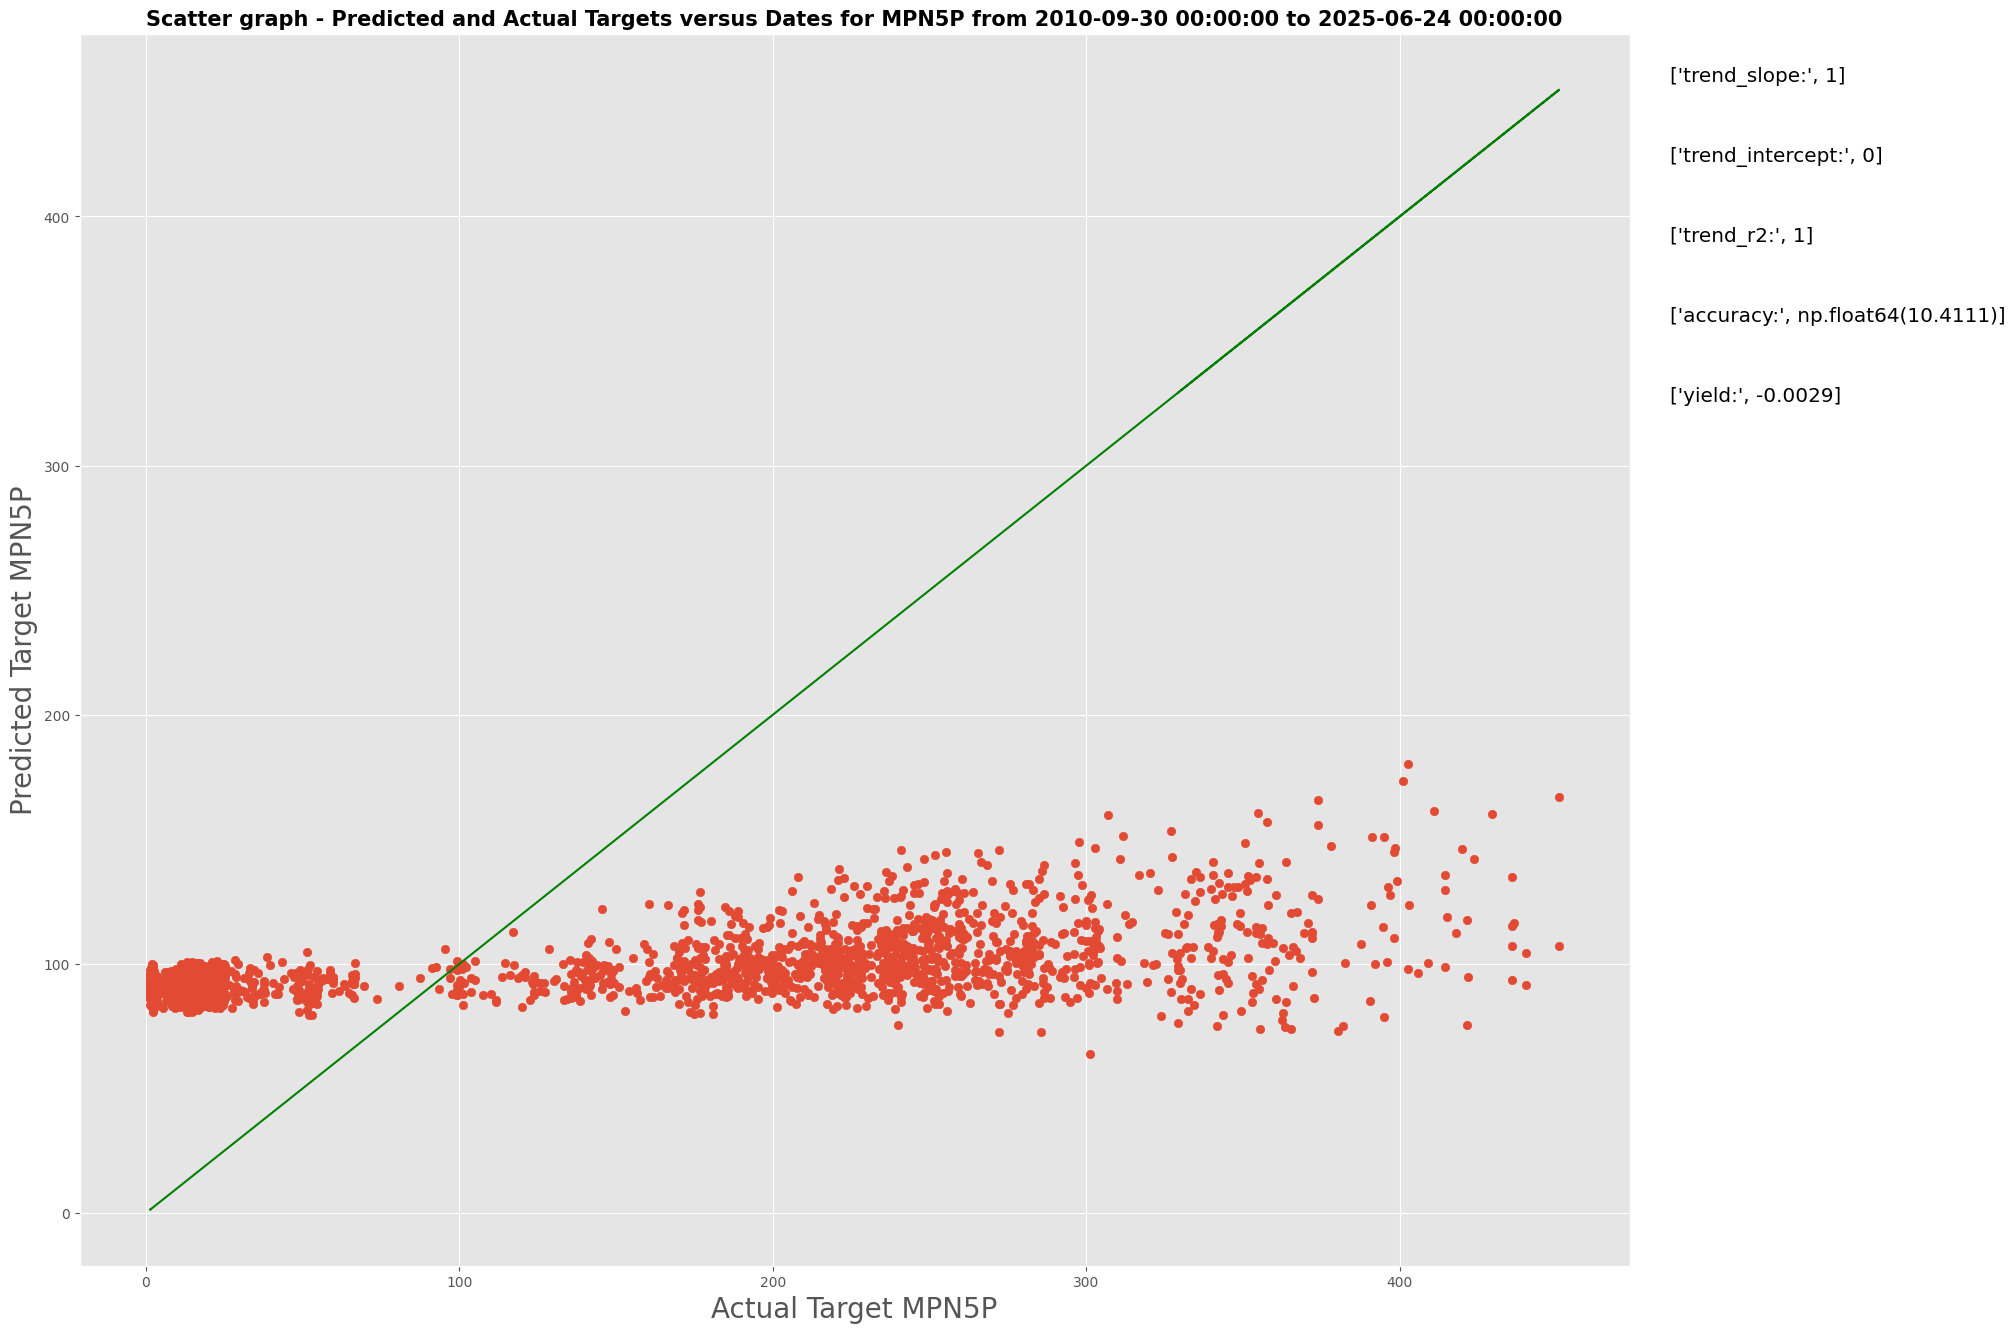 Scatter graph - Predicted and Actual Targets versus Dates for MPN5P from 2010-09-30 00:00:00 to 2025-06-24 00:00:00
['trend_slope:', 1]
['trend_intercept:', 0]
['trend_r2:', 1]
['accuracy:', np.float64(10.4111)]
['yield:', -0.0029]
Predicted Target MPN5P
400
300
200
100
0
0 100 200 300 400
Actual Target MPN5P